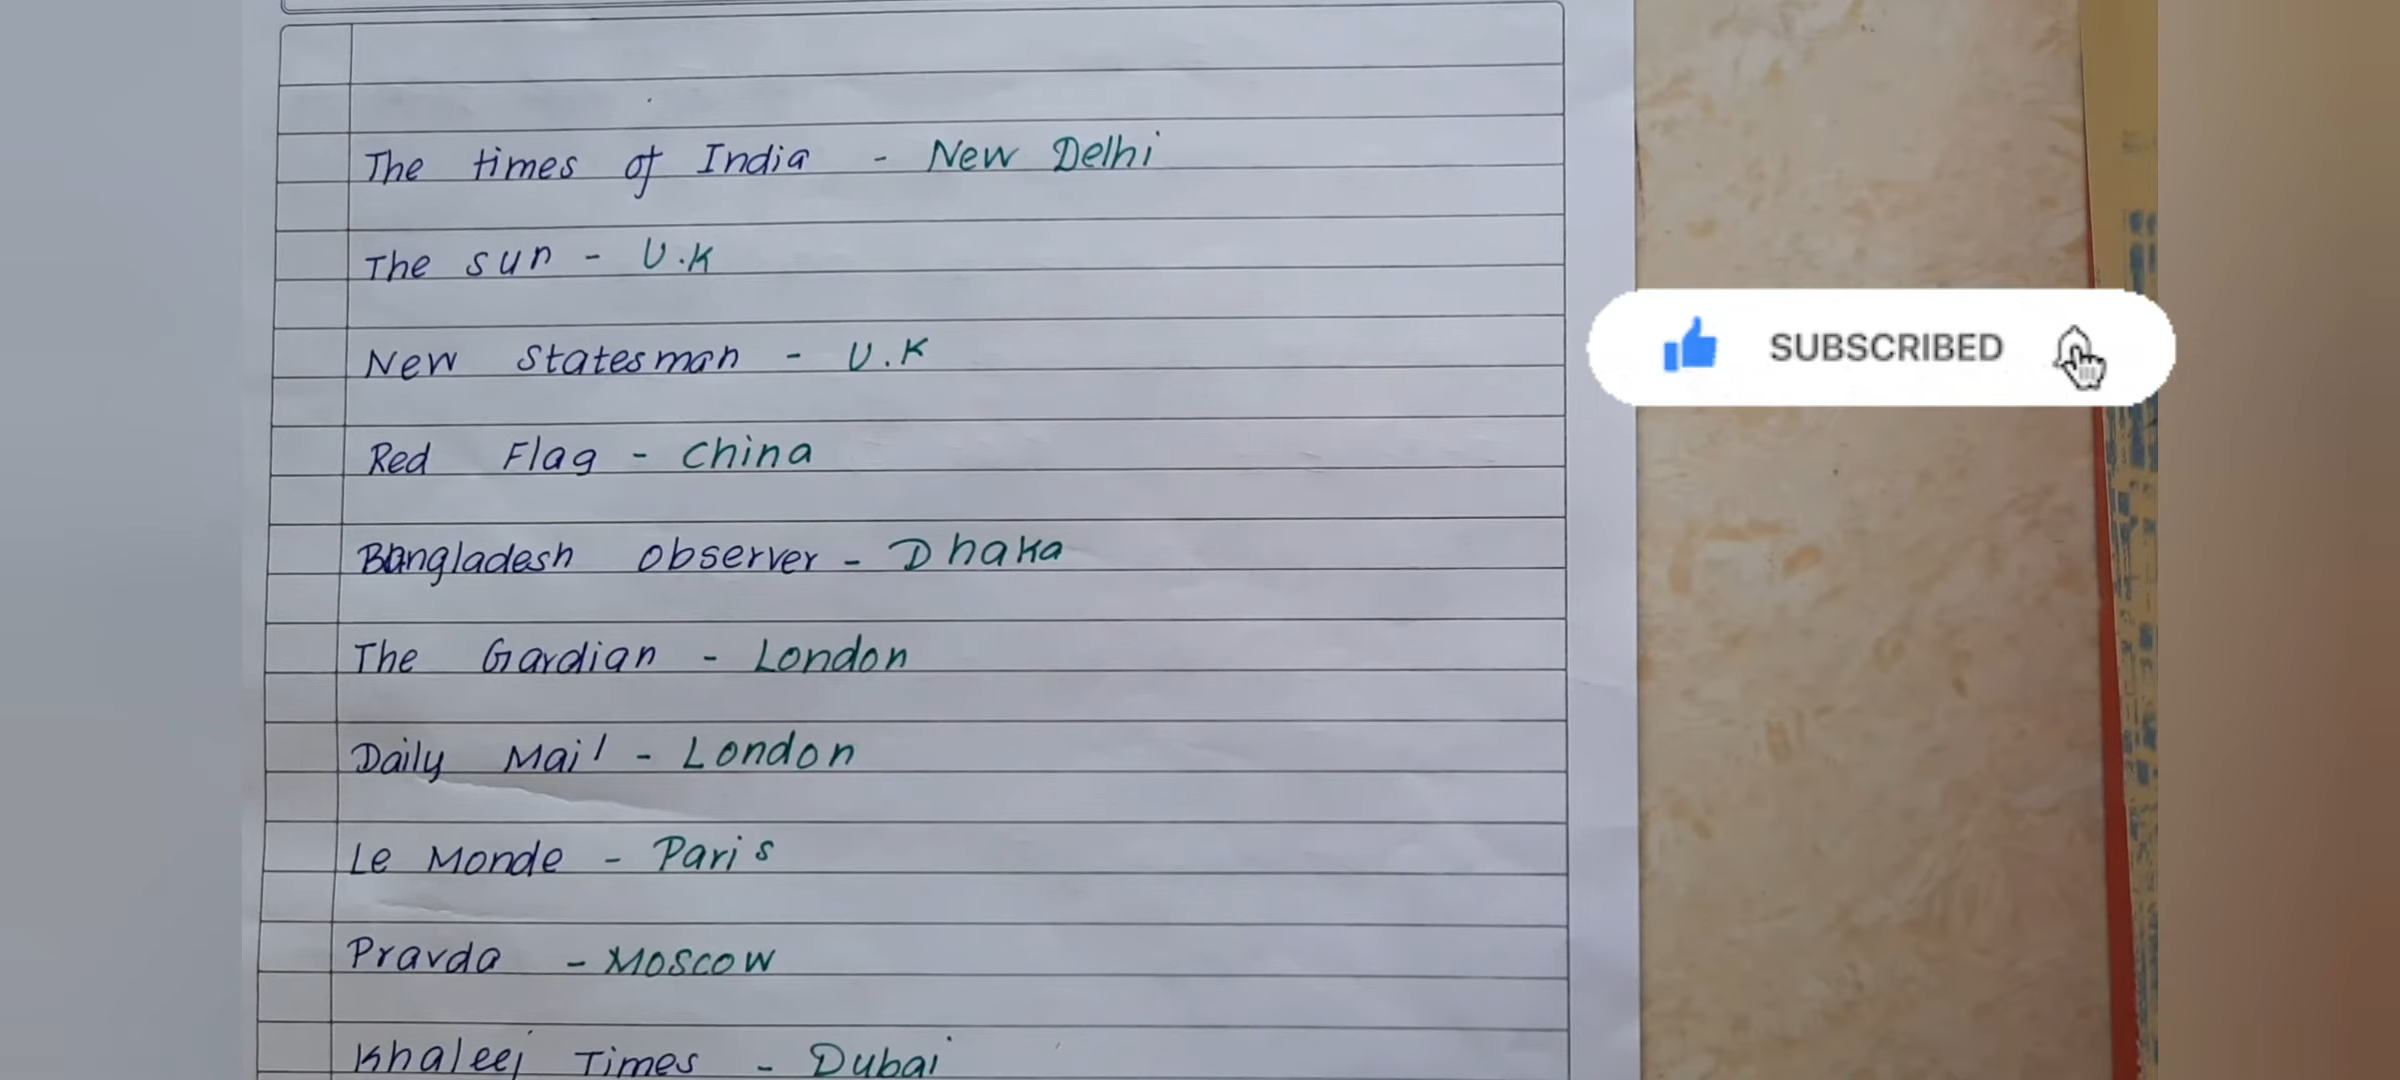 The times of India - New Delhi
The sun - U.K
New Statesman - U.K
Red Flag - China
Bangladesh Observer - Dhaka
The Gardian - London
Daily Mail - London
Le Monde - Paris
Pravda - Moscow
Khaleej Times - Dubai
SUBSCRIBED